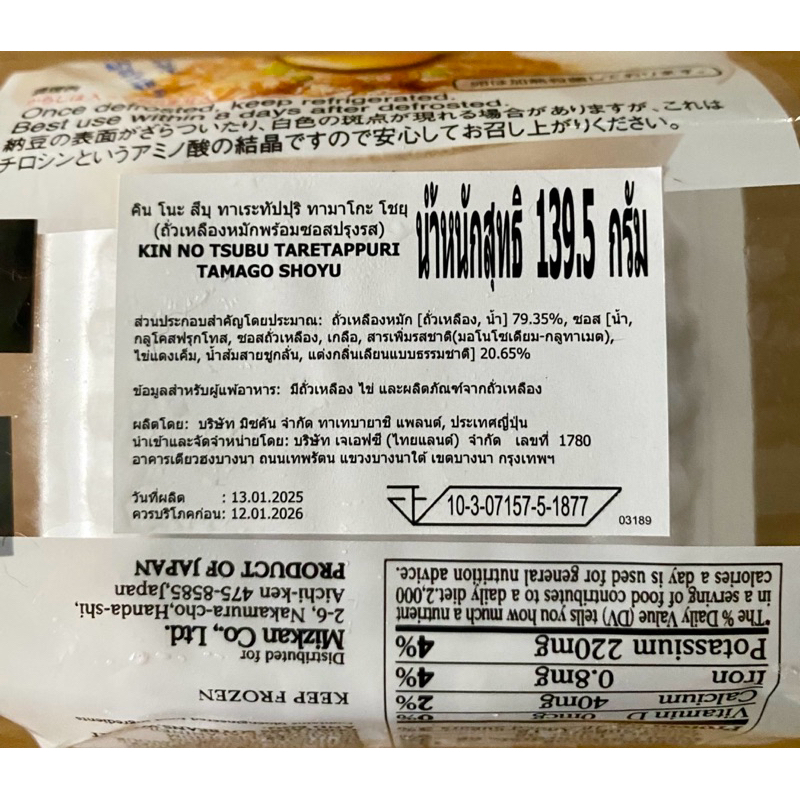 Once defrosted, keep refrigerated.
Best use within 8 days after defrosted.
納豆の表面がざらついたり、白色の斑点が現れる場合がありますが、これは
チロシンというアミノ酸の結晶ですので安心してお召し上がりください。
คิน โนะ สึบุ ทาเระทัปปุริ ทามาโกะ โชยุ
(ถั่วเหลืองหมักพร้อมซอสปรุงรส)
KIN NO TSUBU TARETAPPURI
TAMAGO SHOYU
น้ำหนักสุทธิ 139.5 กรัม
ส่วนประกอบสำคัญโดยประมาณ: ถั่วเหลืองหมัก [ถั่วเหลือง, น้ำ] 79.35%, ซอส [น้ำ,
กลูโคสฟรุกโทส, ซอสถั่วเหลือง, เกลือ, สารเพิ่มรสชาติ(มอโนโซเดียม-กลูทาเมต),
ไข่แดงเค็ม, น้ำส้มสายชูกลั่น, แต่งกลิ่นเลียนแบบธรรมชาติ] 20.65%
ข้อมูลสำหรับผู้แพ้อาหาร: มีถั่วเหลือง ไข่ และผลิตภัณฑ์จากถั่วเหลือง
ผลิตโดย: บริษัท มิซคัน จำกัด ทาเทบายาชิ แพลนต์, ประเทศญี่ปุ่น
นำเข้าและจัดจำหน่ายโดย: บริษัท เจเอฟซี (ไทยแลนด์) จำกัด เลขที่ 1780
อาคารเดียวฮงบางนา ถนนเทพรัตน แขวงบางนาใต้ เขตบางนา กรุงเทพฯ
วันที่ผลิต : 13.01.2025
ควรบริโภคก่อน: 12.01.2026
10-3-07157-5-1877
03189
KEEP FROZEN
Distributed for
Mizkan Co., Ltd.
2-6, Nakamura-cho,Handa-shi,
Aichi-ken 475-8585,Japan
PRODUCT OF JAPAN
Vitamin D 0mcg 0%
Calcium 40mg 2%
Iron 0.8mg 4%
Potassium 220mg 4%
*The % Daily Value (DV) tells you how much a nutrient
in a serving of food contributes to a daily diet.2,000
calories a day is used for general nutrition advice.